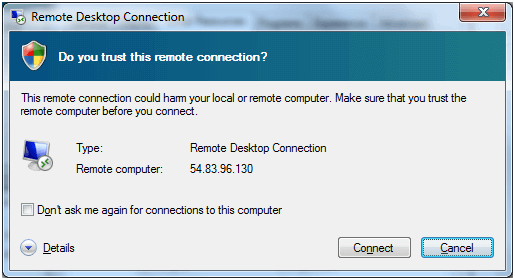 Remote Desktop Connection
Do you trust this remote connection?
This remote connection could harm your local or remote computer. Make sure that you trust the
remote computer before you connect.
Type: Remote Desktop Connection
Remote computer: 54.83.96.130
Don't ask me again for connections to this computer
Details Connect Cancel